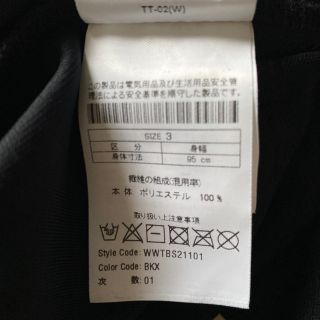 TT-02(W)
この製品は電気用品及び生活用品安全管
理法による安全基準を順守した製品であ
る
SIZE 3
区 分 身幅
身体寸法 95 cm
繊維の組成(混用率)
本 体 ポリエステル 100 %
取り扱い上注意事項
Style Code: WWTBS21101
Color Code: BKX
次 数: 01